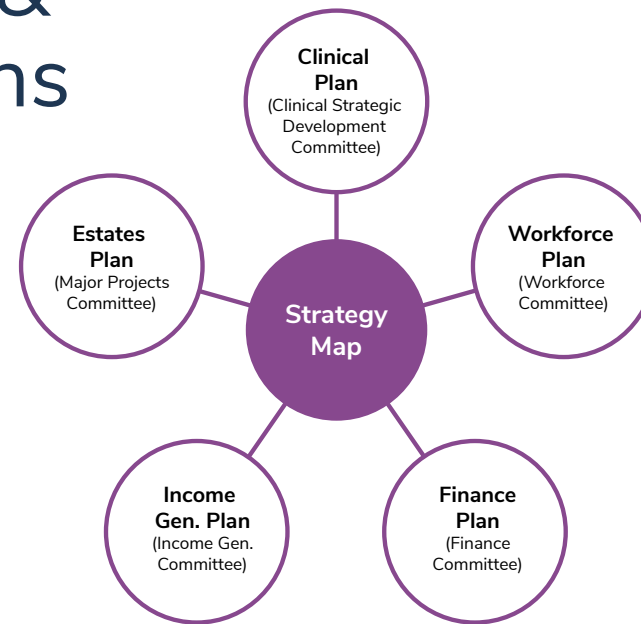 &
ns
Clinical
Plan
(Clinical Strategic
Development
Committee)
Estates
Plan
(Major Projects
Committee)
Workforce
Plan
(Workforce
Committee)
Strategy
Map
Income
Gen. Plan
(Income Gen.
Committee)
Finance
Plan
(Finance
Committee)